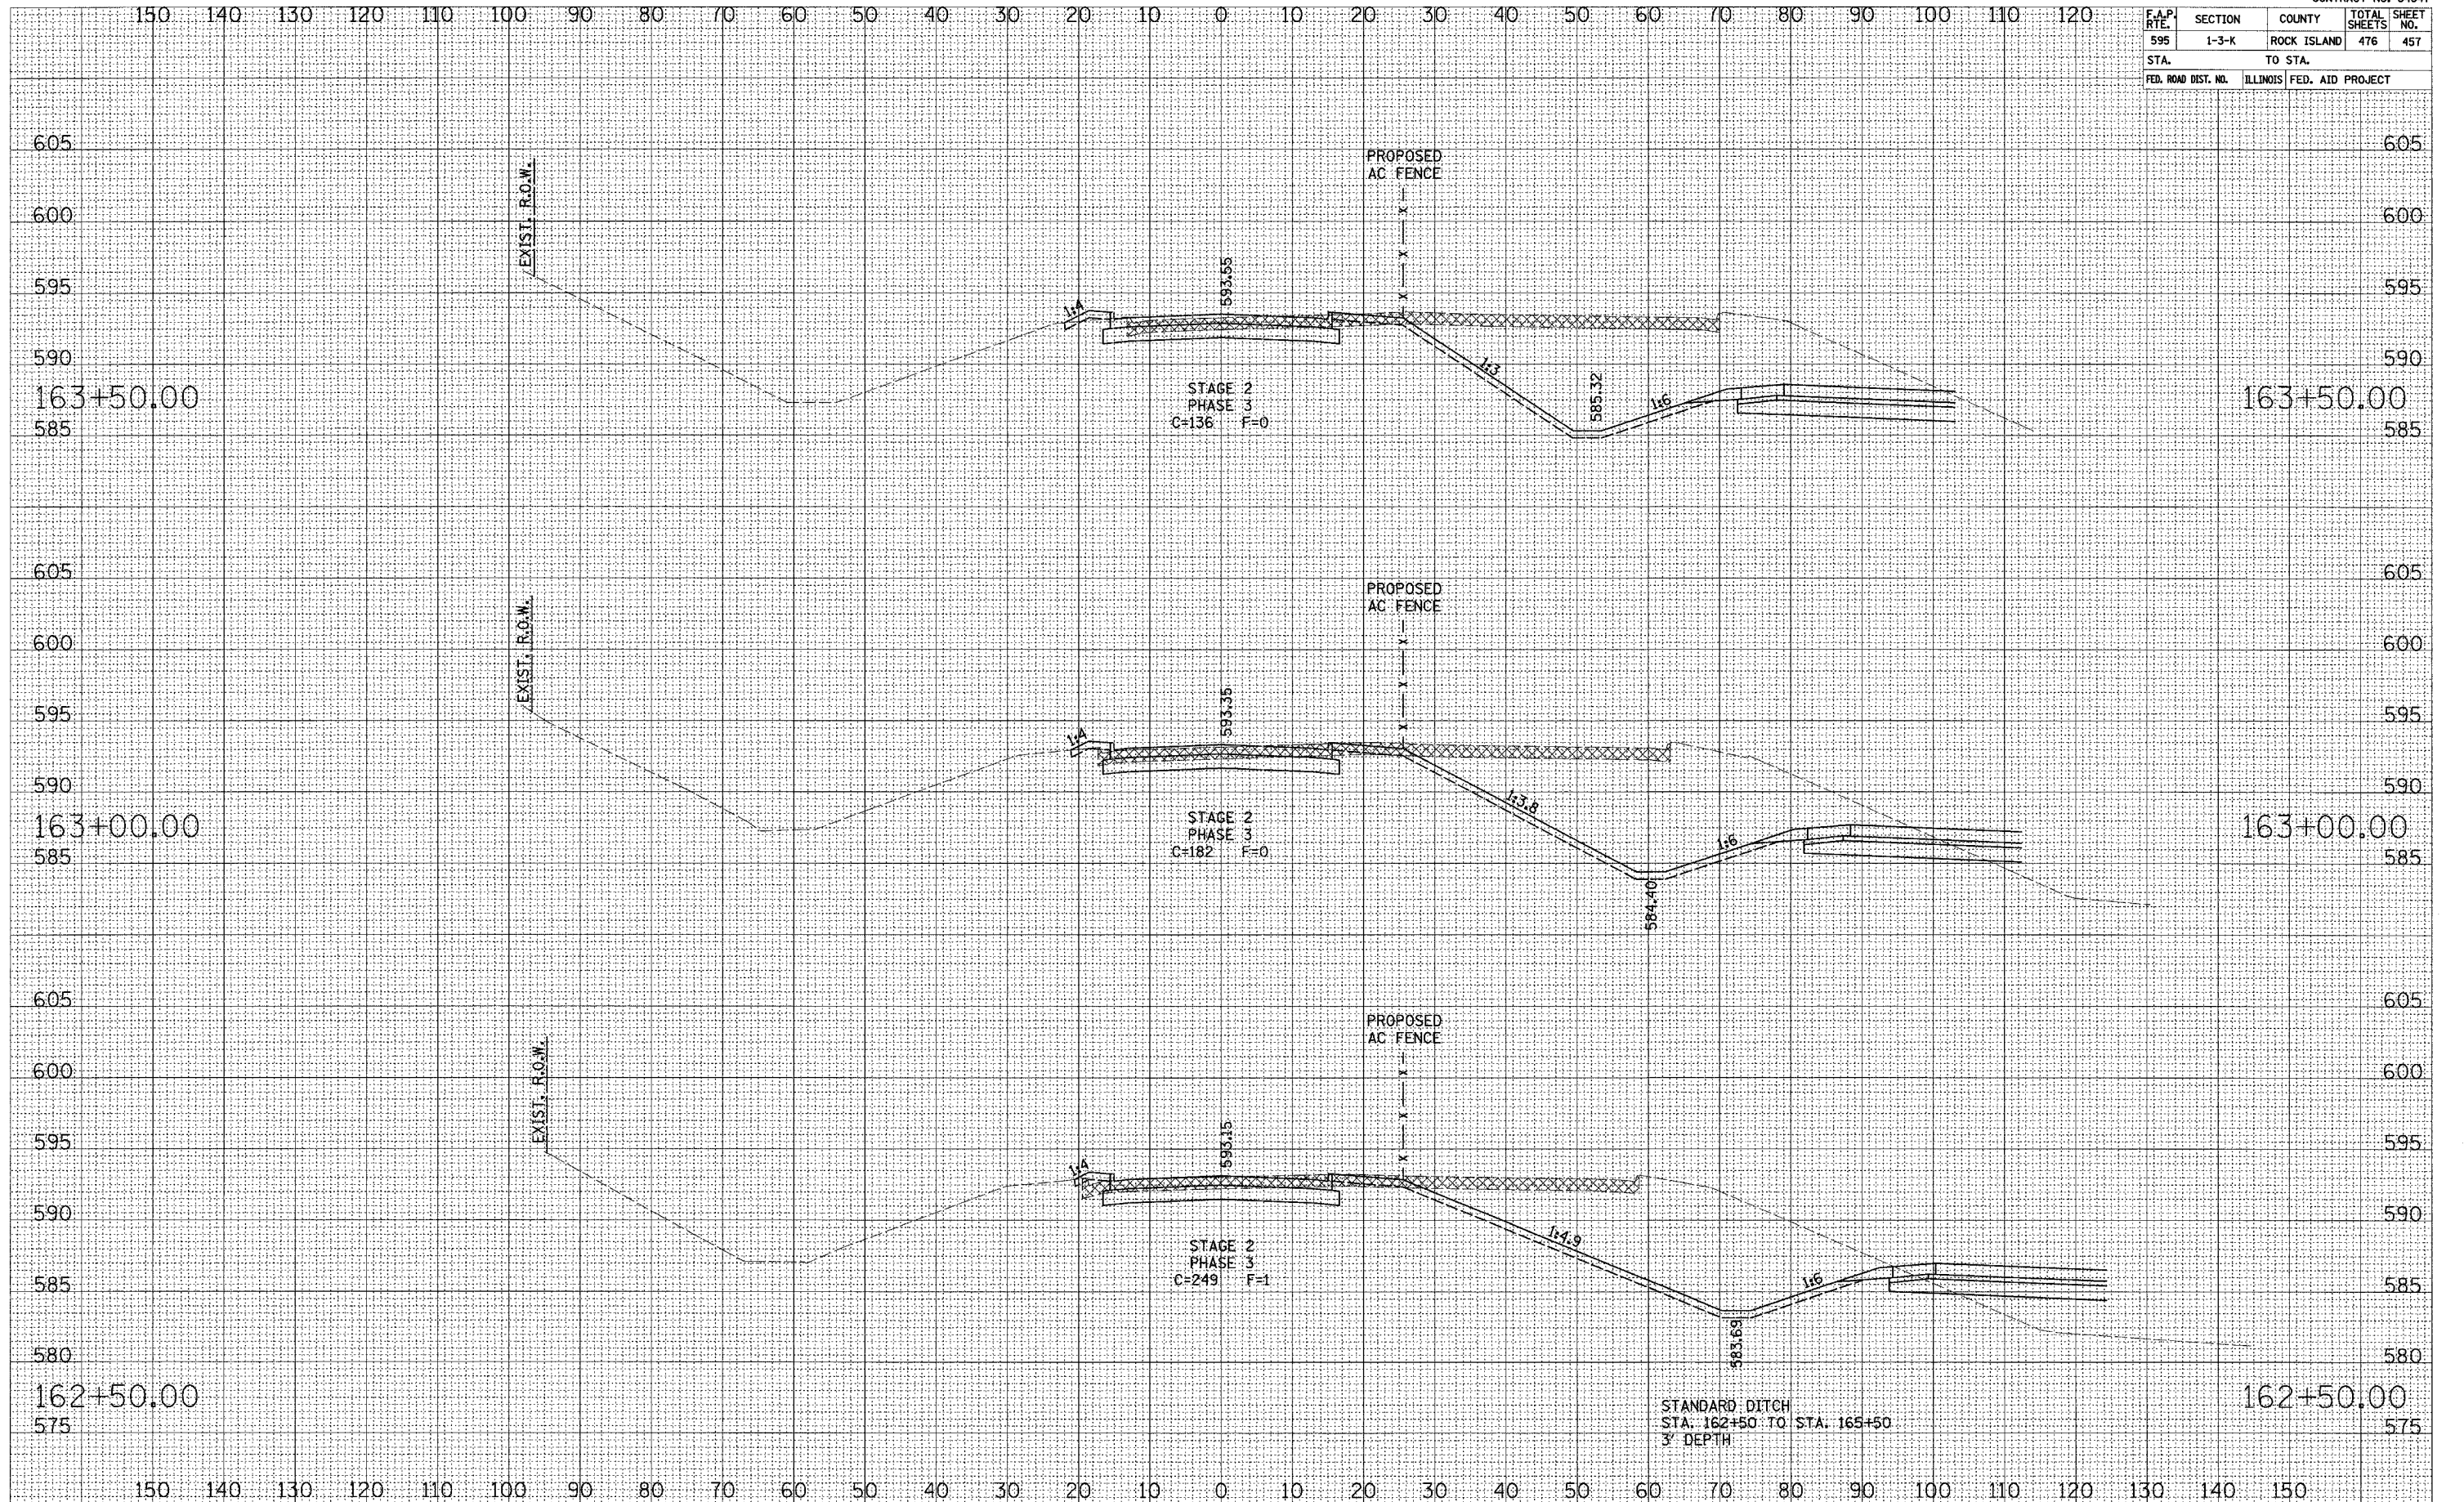 150 140 130 120 110 100 90 80 70 60 50 40 30 20 10 0 10 20 30 40 50 60 70 80 90 100 110 120
F.A.P. RTE. SECTION COUNTY TOTAL SHEETS SHEET NO.
595 1-3-K ROCK ISLAND 476 457
STA. TO STA.
FED. ROAD DIST. NO. ILLINOIS FED. AID PROJECT
605 605
PROPOSED
AC FENCE
EXIST. R.O.W.
600 600
595 593.55 595
1:4
590 1:3 590
163+50.00 163+50.00
STAGE 2
PHASE 3
C=136 F=0
585.32
1:6
585 585
605 605
PROPOSED
AC FENCE
EXIST. R.O.W.
600 600
595 593.35 595
1:4
590 1:3.8 590
163+00.00 163+00.00
STAGE 2
PHASE 3
C=182 F=0
1:6
585 585
584.40
605 605
PROPOSED
AC FENCE
EXIST. R.O.W.
600 600
595 593.15 595
1:4
590 590
1:4.9
STAGE 2
PHASE 3
C=249 F=1
1:6
585 585
583.69
580 580
162+50.00 162+50.00
STANDARD DITCH
STA. 162+50 TO STA. 165+50
3' DEPTH
575 575
150 140 130 120 110 100 90 80 70 60 50 40 30 20 10 0 10 20 30 40 50 60 70 80 90 100 110 120 130 140 150